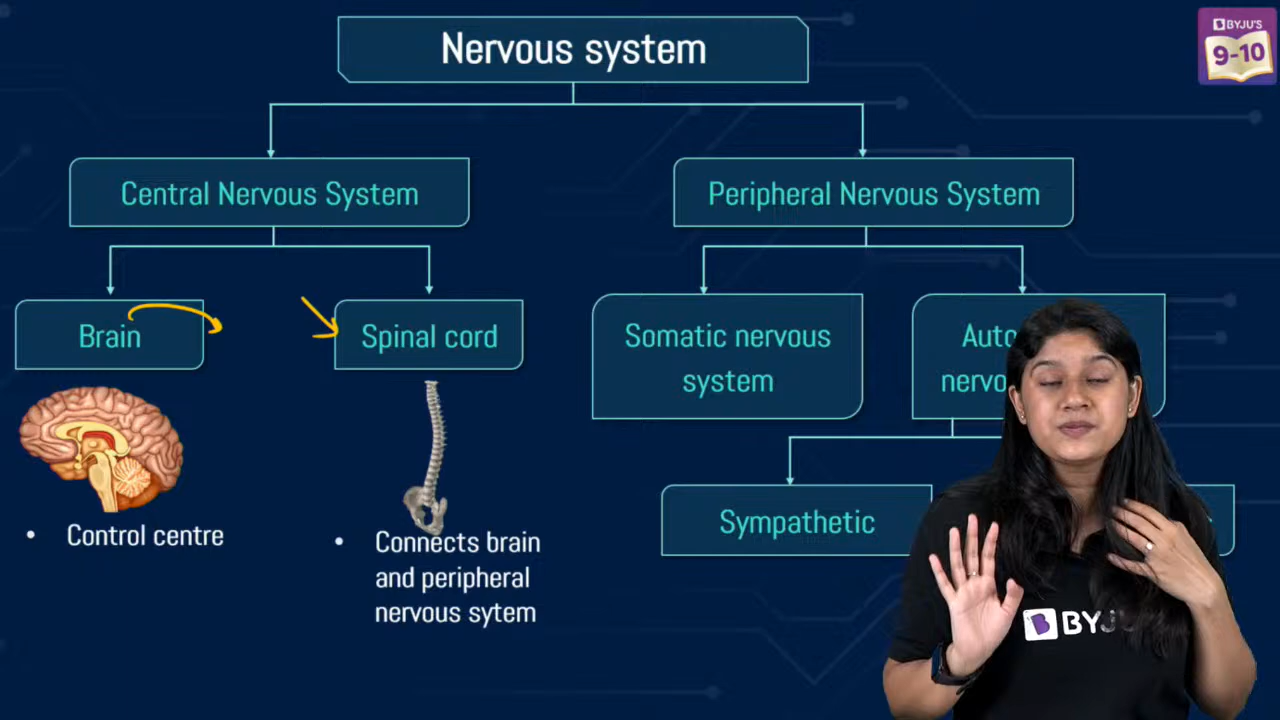 Nervous system
BYJU'S
9-10
Central Nervous System
Peripheral Nervous System
Brain
Spinal cord
Somatic nervous
system
Control centre
Connects brain
and peripheral
nervous sytem
Sympathetic